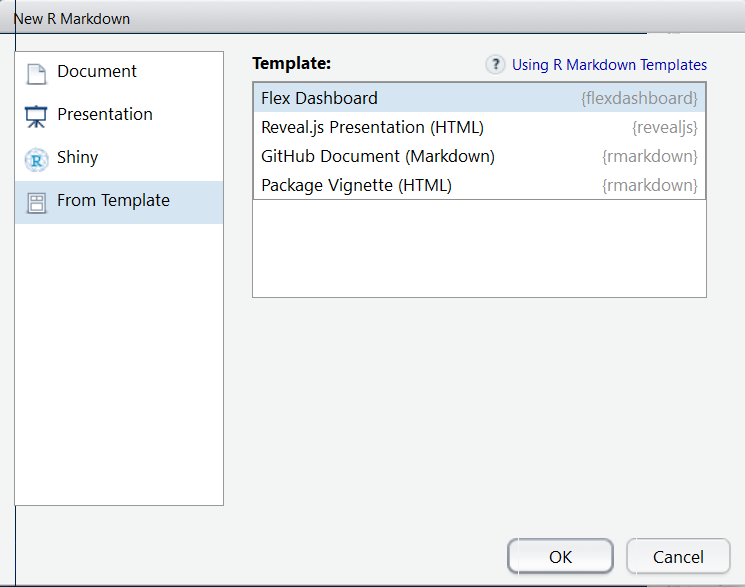 New R Markdown
Document
Presentation
Shiny
From Template
Template:
? Using R Markdown Templates
Flex Dashboard {flexdashboard}
Reveal.js Presentation (HTML) {revealjs}
GitHub Document (Markdown) {rmarkdown}
Package Vignette (HTML) {rmarkdown}
OK Cancel